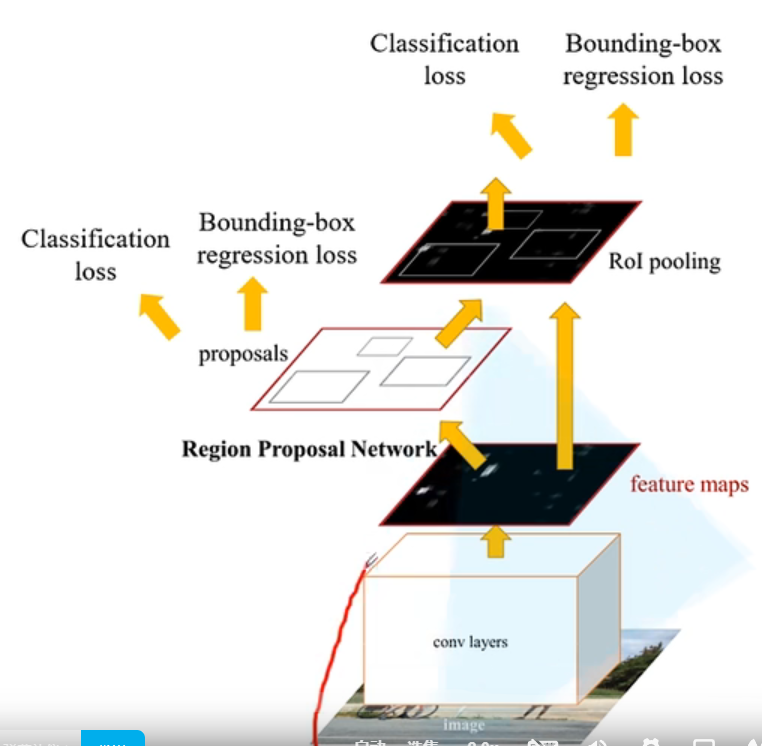 Classification
loss
Bounding-box
regression loss
Classification
loss
Bounding-box
regression loss
RoI pooling
proposals
Region Proposal Network
feature maps
conv layers
image